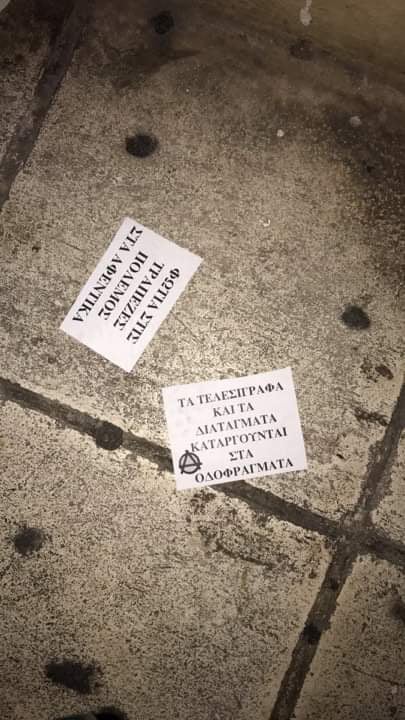 ΦΩΤΙΑ ΣΤΙΣ
ΤΡΑΠΕΖΕΣ
ΠΟΛΕΜΟΣ
ΣΤΑ ΑΦΕΝΤΙΚΑ
ΤΑ ΤΕΛΕΣΙΓΡΑΦΑ
ΚΑΙ ΤΑ
ΔΙΑΤΑΓΜΑΤΑ
ΚΑΤΑΡΓΟΥΝΤΑΙ
ΣΤΑ
ΟΔΟΦΡΑΓΜΑΤΑ